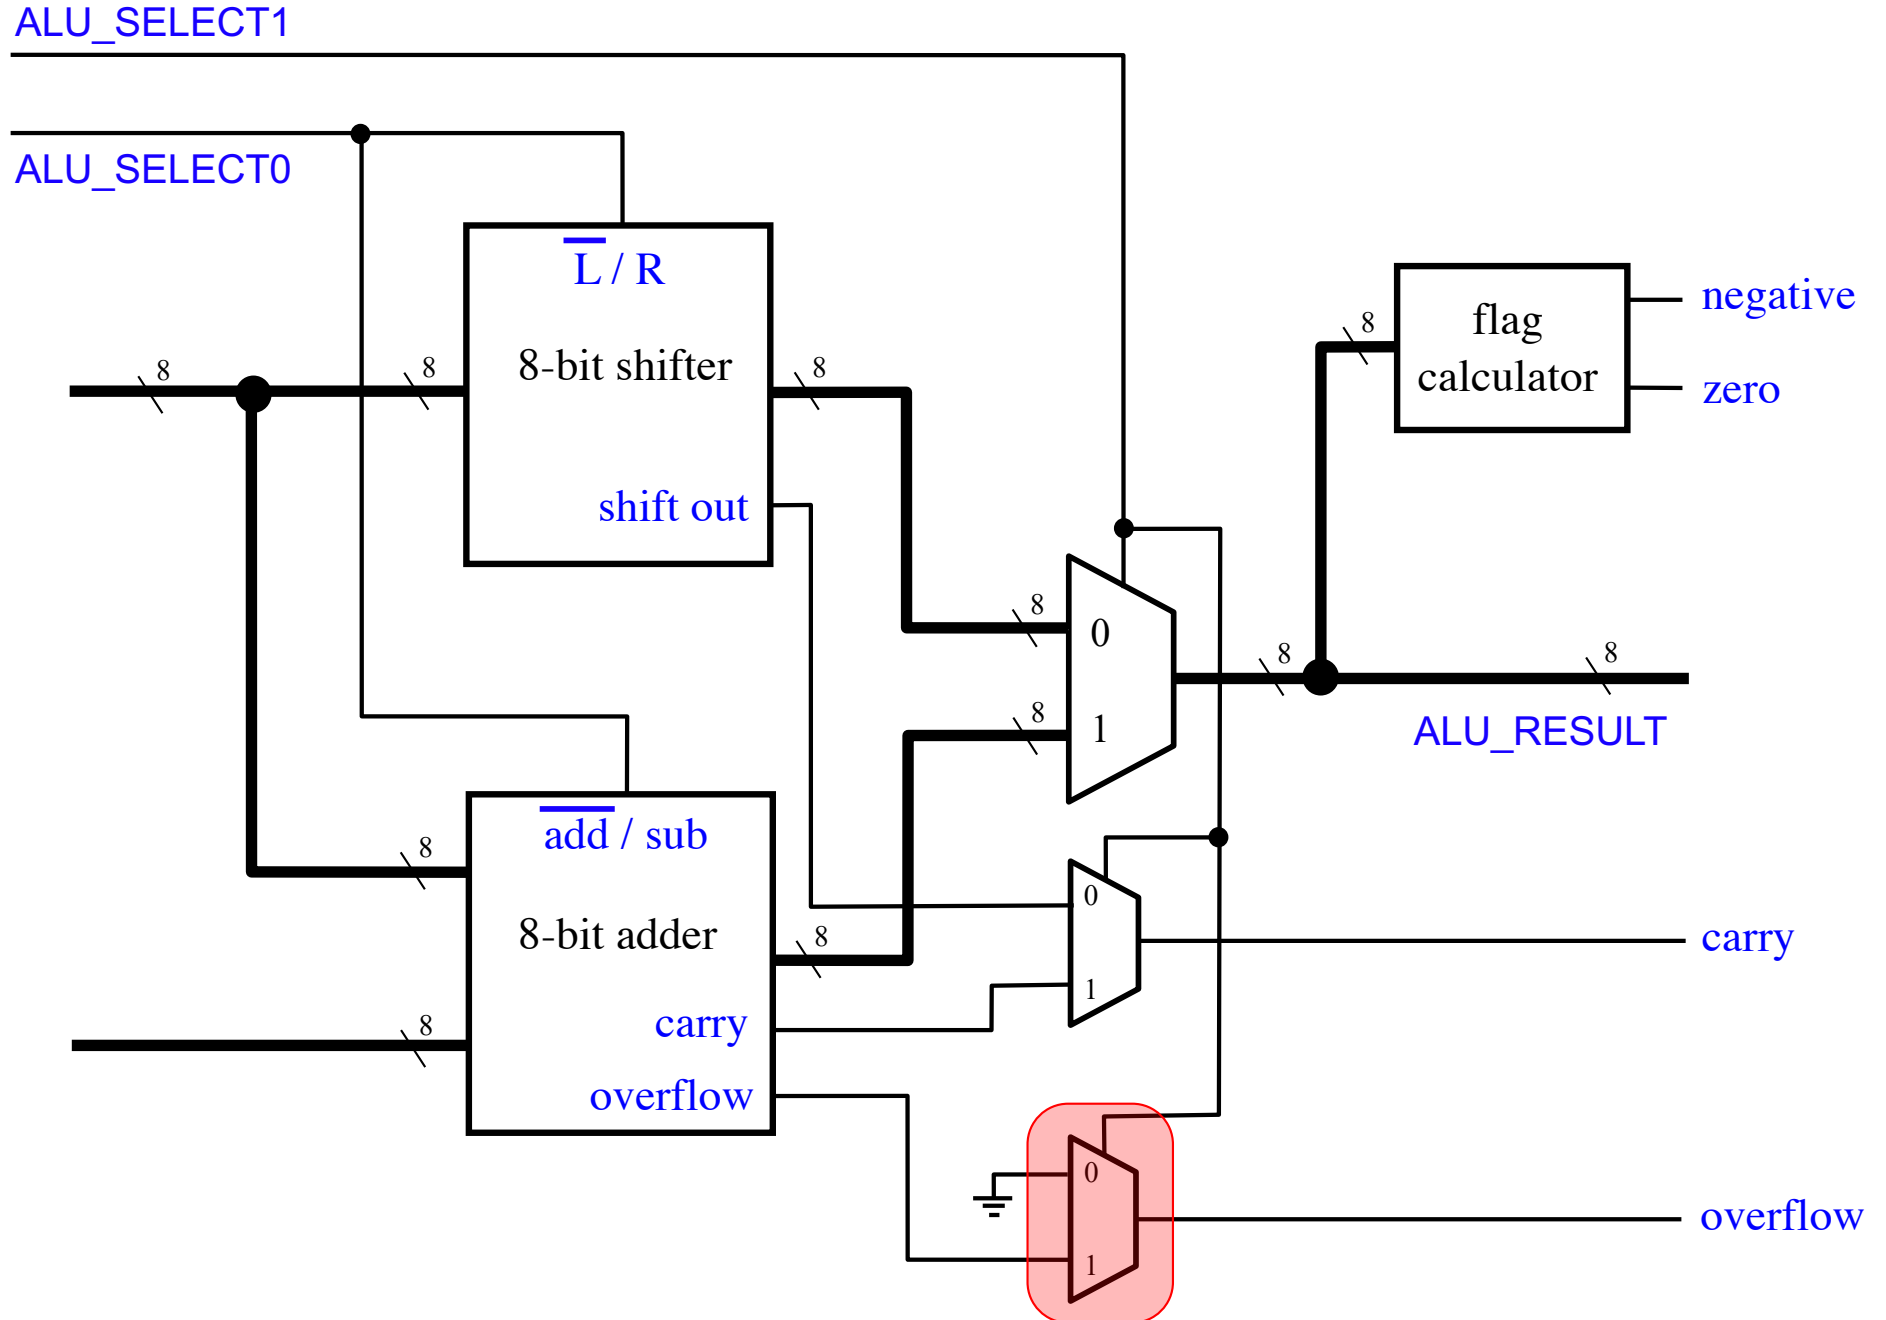 ALU_SELECT1
ALU_SELECT0
L / R
8-bit shifter
shift out
8
8
8
8
flag
calculator
negative
zero
8
0
8
1
8
8
ALU_RESULT
add / sub
8-bit adder
carry
overflow
8
8
8
0
1
carry
0
1
overflow